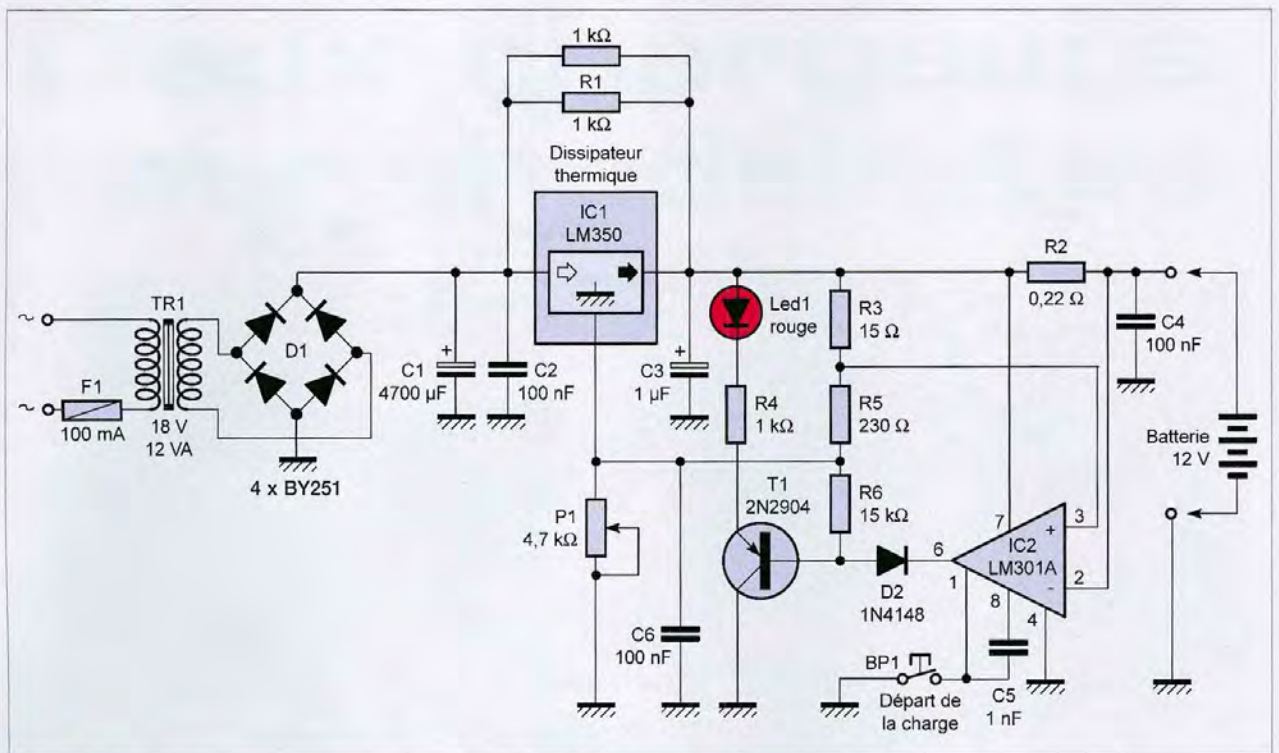 1 kΩ
R1
1 kΩ
Dissipateur
thermique
IC1
LM350
R2
0,22 Ω
TR1
D1
Led1
rouge
R3
15 Ω
C4
100 nF
F1
100 mA
18 V
12 VA
4 x BY251
+
C1
4700 µF
C2
100 nF
+
C3
1 µF
R4
1 kΩ
R5
230 Ω
Batterie
12 V
P1
4,7 kΩ
T1
2N2904
R6
15 kΩ
7
3
+
IC2
LM301A
6
-
2
1
8
4
D2
1N4148
C6
100 nF
BP1
Départ de
la charge
C5
1 nF
~
~